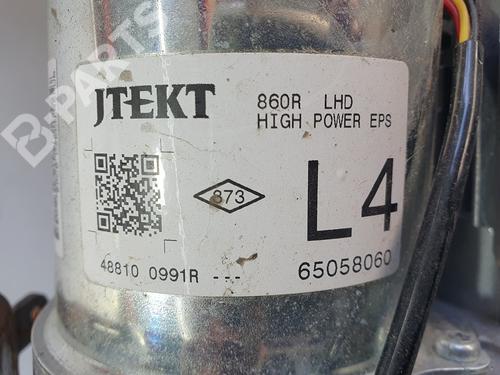 B-PARTS
JTEKT
860R LHD
HIGH POWER EPS
873
L4
48810 0991R ---
65058060